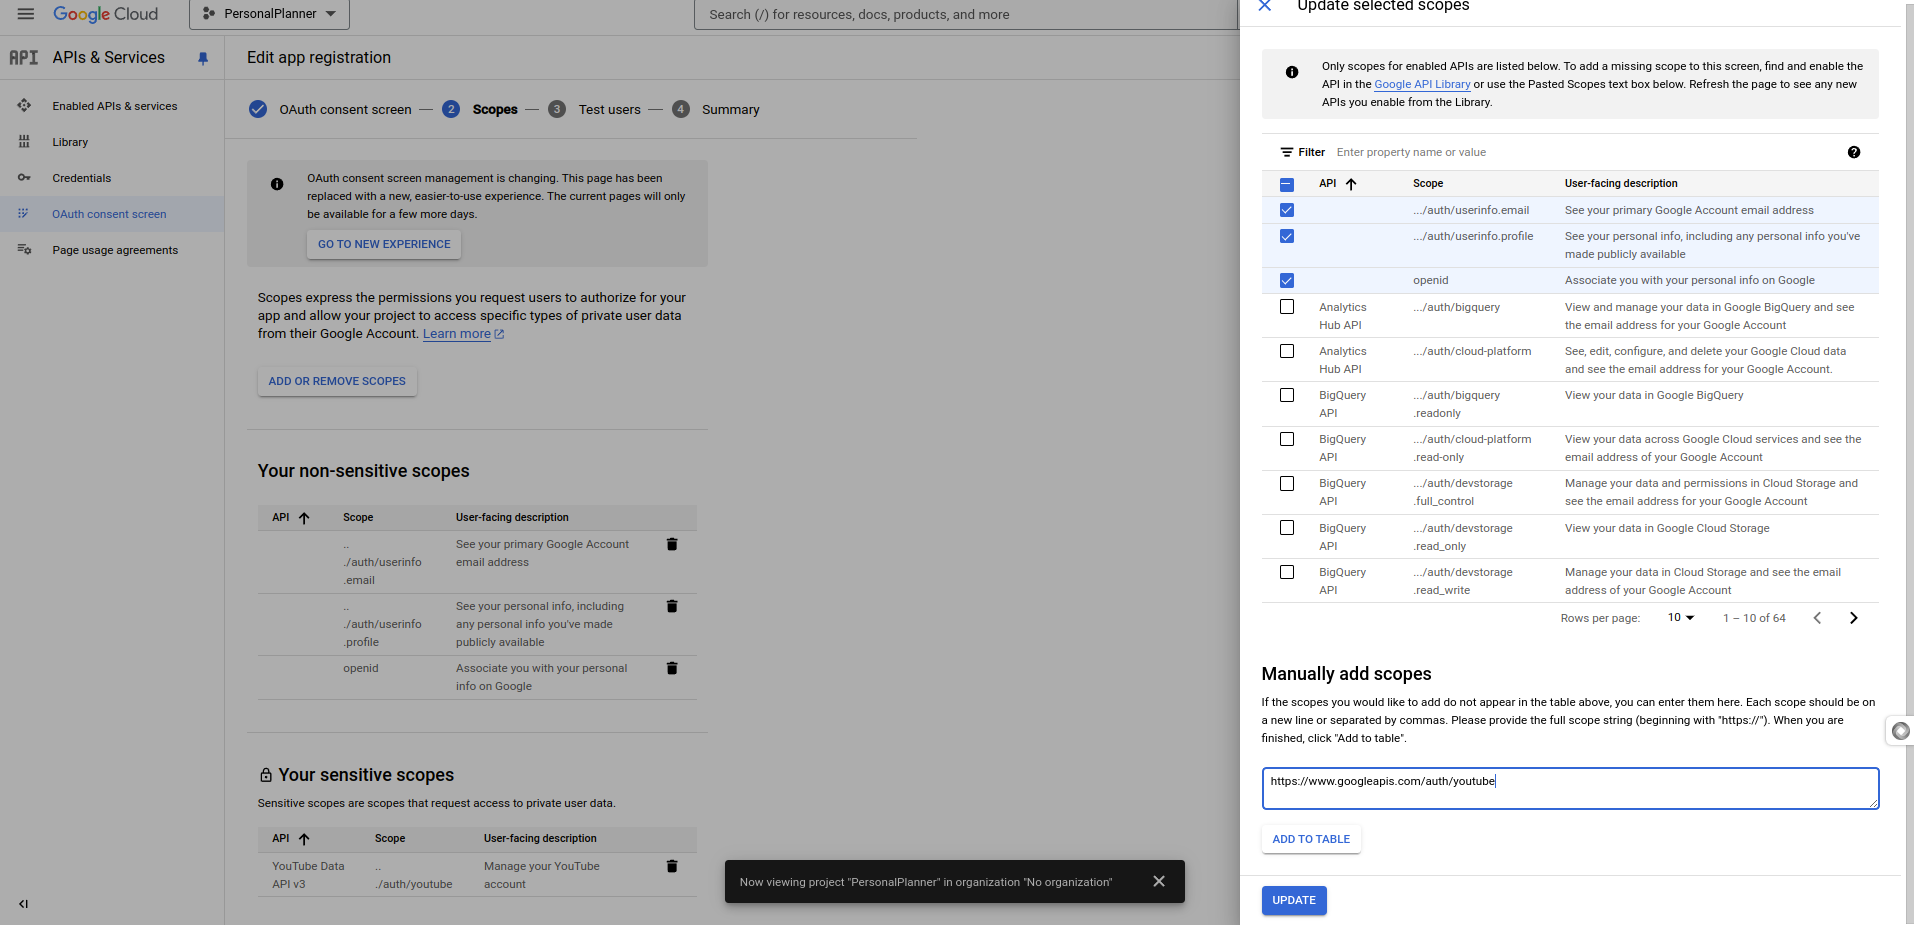 Google Cloud
PersonalPlanner
Search (/) for resources, docs, products, and more
API
APIs & Services
Enabled APIs & services
Library
Credentials
OAuth consent screen
Page usage agreements
Edit app registration
OAuth consent screen — 2 Scopes — 3 Test users — 4 Summary
OAuth consent screen management is changing. This page has been
replaced with a new, easier-to-use experience. The current pages will only
be available for a few more days.
GO TO NEW EXPERIENCE
Scopes express the permissions you request users to authorize for your
app and allow your project to access specific types of private user data
from their Google Account. Learn more
ADD OR REMOVE SCOPES
Your non-sensitive scopes
API Scope User-facing description
.. See your primary Google Account
./auth/userinfo email address
.email
.. See your personal info, including
./auth/userinfo any personal info you've made
.profile publicly available
openid Associate you with your personal
info on Google
Your sensitive scopes
Sensitive scopes are scopes that request access to private user data.
API Scope User-facing description
YouTube Data .. Manage your YouTube
API v3 ./auth/youtube account
Now viewing project "PersonalPlanner" in organization "No organization"
Update selected scopes
Only scopes for enabled APIs are listed below. To add a missing scope to this screen, find and enable the
API in the Google API Library or use the Pasted Scopes text box below. Refresh the page to see any new
APIs you enable from the Library.
Filter Enter property name or value
API Scope User-facing description
.../auth/userinfo.email See your primary Google Account email address
.../auth/userinfo.profile See your personal info, including any personal info you've
made publicly available
openid Associate you with your personal info on Google
Analytics .../auth/bigquery View and manage your data in Google BigQuery and see
Hub API the email address for your Google Account
Analytics .../auth/cloud-platform See, edit, configure, and delete your Google Cloud data
Hub API and see the email address for your Google Account.
BigQuery .../auth/bigquery View your data in Google BigQuery
API .readonly
BigQuery .../auth/cloud-platform View your data across Google Cloud services and see the
API .read-only email address of your Google Account
BigQuery .../auth/devstorage Manage your data and permissions in Cloud Storage and
API .full_control see the email address for your Google Account
BigQuery .../auth/devstorage View your data in Google Cloud Storage
API .read_only
BigQuery .../auth/devstorage Manage your data in Cloud Storage and see the email
API .read_write address of your Google Account
Rows per page: 10 1 – 10 of 64
Manually add scopes
If the scopes you would like to add do not appear in the table above, you can enter them here. Each scope should be on
a new line or separated by commas. Please provide the full scope string (beginning with "https://"). When you are
finished, click "Add to table".
https://www.googleapis.com/auth/youtube
ADD TO TABLE
UPDATE